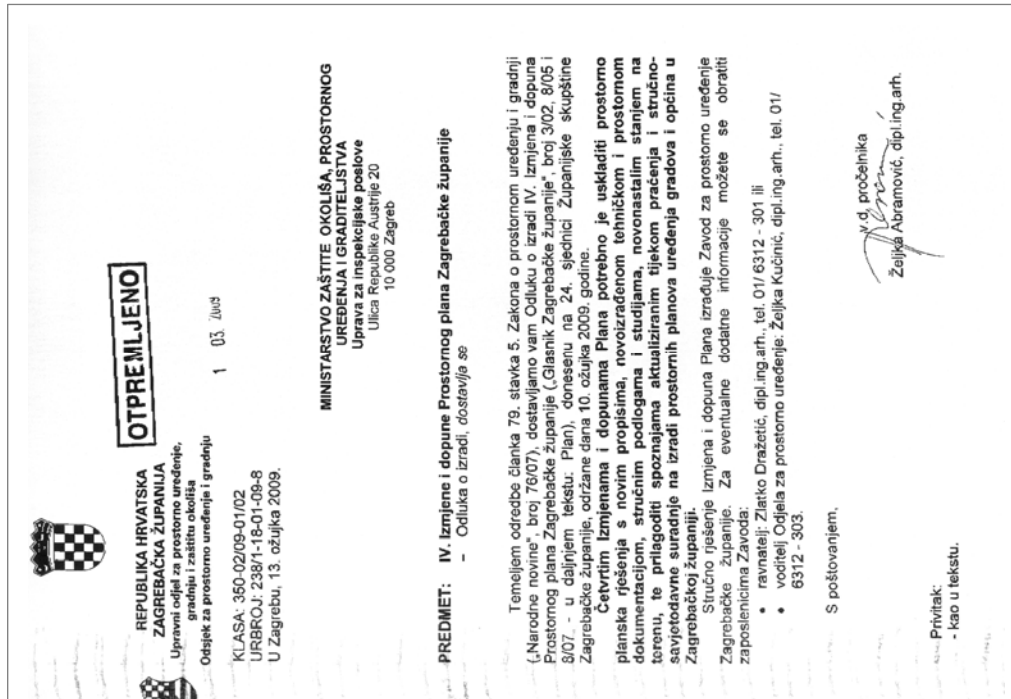 REPUBLIKA HRVATSKA
ZAGREBAČKA ŽUPANIJA
Upravni odjel za prostorno uređenje,
gradnju i zaštitu okoliša
Odsjek za prostorno uređenje i gradnju
OTPREMLJENO
1 03. 2009
KLASA: 350-02/09-01/02
URBROJ: 238/1-18-01-09-8
U Zagrebu, 13. ožujka 2009.
MINISTARSTVO ZAŠTITE OKOLIŠA, PROSTORNOG
UREĐENJA I GRADITELJSTVA
Uprava za inspekcijske poslove
Ulica Republike Austrije 20
10 000 Zagreb
PREDMET: IV. Izmjene i dopune Prostornog plana Zagrebačke županije
– Odluka o izradi, dostavlja se
Temeljem odredbe članka 79. stavka 5. Zakona o prostornom uređenju i gradnji
(„Narodne novine", broj 76/07), dostavljamo vam Odluku o izradi IV. Izmjena i dopuna
Prostornog plana Zagrebačke županije („Glasnik Zagrebačke županije", broj 3/02, 8/05 i
8/07. - u daljnjem tekstu: Plan), donesenu na 24. sjednici Županijske skupštine
Zagrebačke županije, održane dana 10. ožujka 2009. godine.
Četvrtim Izmjenama i dopunama Plana potrebno je uskladiti prostorno
planska rješenja s novim propisima, novoizrađenom tehničkom i prostornom
dokumentacijom, stručnim podlogama i studijama, novonastalim stanjem na
terenu, te prilagoditi spoznajama aktualiziranim tijekom praćenja i stručno-
savjetodavne suradnje na izradi prostornih planova uređenja gradova i općina u
Zagrebačkoj županiji.
Stručno rješenje Izmjena i dopuna Plana izrađuje Zavod za prostorno uređenje
Zagrebačke županije. Za eventualne dodatne informacije možete se obratiti
zaposlenicima Zavoda:
• ravnatelj: Zlatko Dražetić, dipl.ing.arh., tel. 01/ 6312 - 301 ili
• voditelj Odjela za prostorno uređenje: Željka Kučinić, dipl.ing.arh., tel. 01/
6312 - 303.
S poštovanjem,
v.d. pročelnika
Željka Abramović, dipl.ing.arh.
Privitak:
- kao u tekstu.